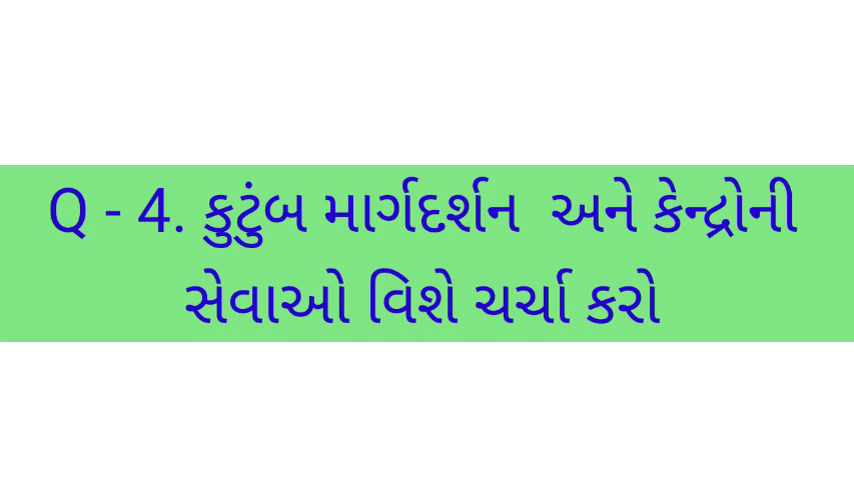 Q - 4. કુટુંબ માર્ગદર્શન અને કેન્દ્રોની
સેવાઓ વિશે ચર્ચા કરો